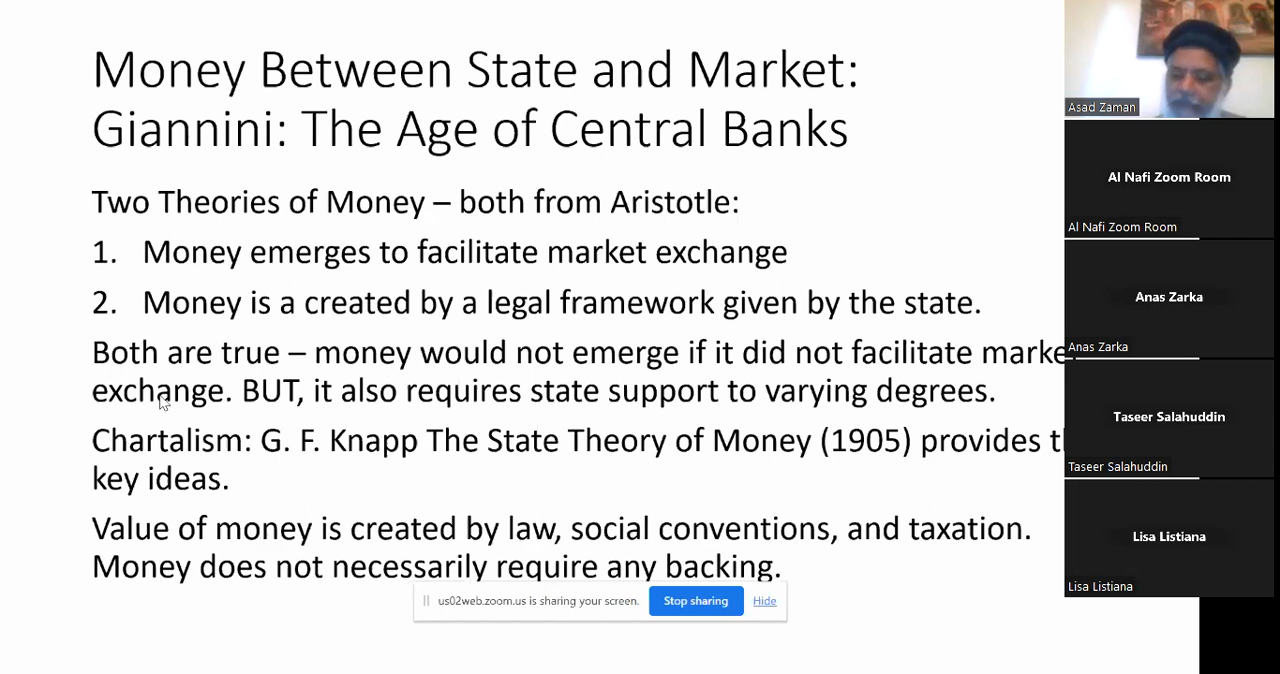 Money Between State and Market:
Giannini: The Age of Central Banks
Two Theories of Money – both from Aristotle:
1. Money emerges to facilitate market exchange
2. Money is a created by a legal framework given by the state.
Both are true – money would not emerge if it did not facilitate marke
exchange. BUT, it also requires state support to varying degrees.
Chartalism: G. F. Knapp The State Theory of Money (1905) provides t
key ideas.
Value of money is created by law, social conventions, and taxation.
Money does not necessarily require any backing.
us02web.zoom.us is sharing your screen. Stop sharing Hide
Asad Zaman
Al Nafi Zoom Room
Al Nafi Zoom Room
Anas Zarka
Anas Zarka
Taseer Salahuddin
Taseer Salahuddin
Lisa Listiana
Lisa Listiana